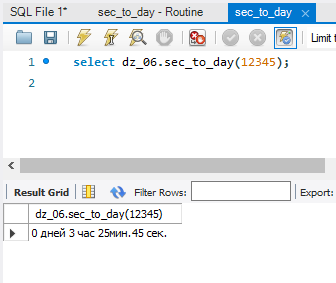 SQL File 1*
sec_to_day - Routine
sec_to_day
Limit t
1
select dz_06.sec_to_day(12345);
2
Result Grid
Filter Rows:
Export:
dz_06.sec_to_day(12345)
0 дней 3 час 25мин. 45 сек.